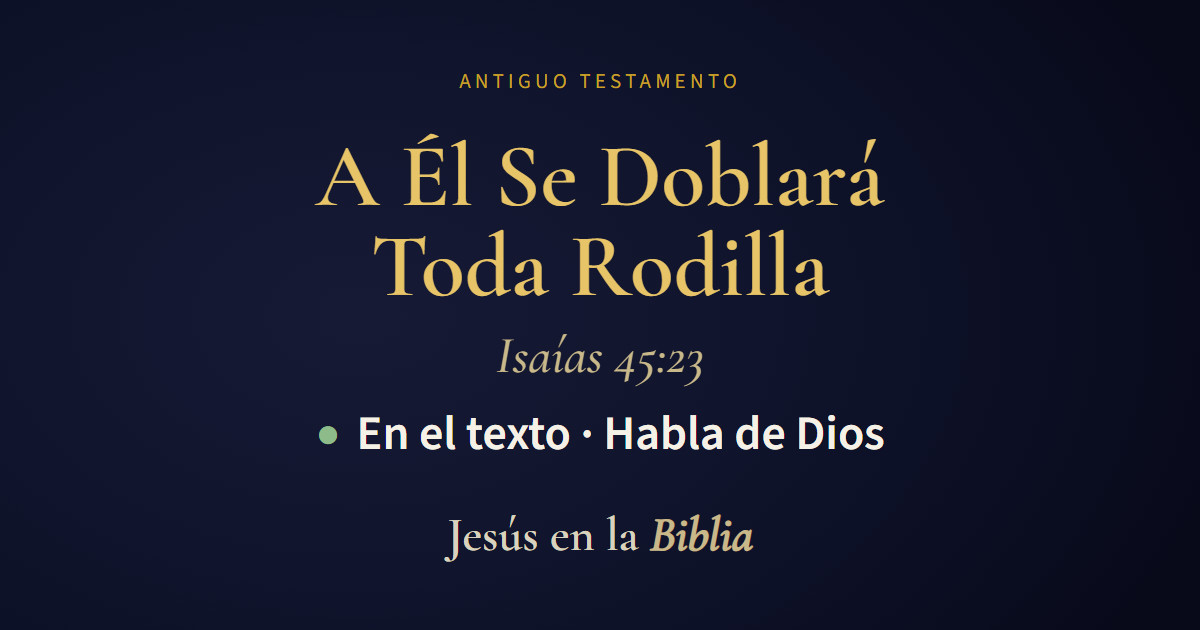 ANTIGUO TESTAMENTO
A Él Se Doblará
Toda Rodilla
Isaías 45:23
• En el texto · Habla de Dios
Jesús en la Biblia